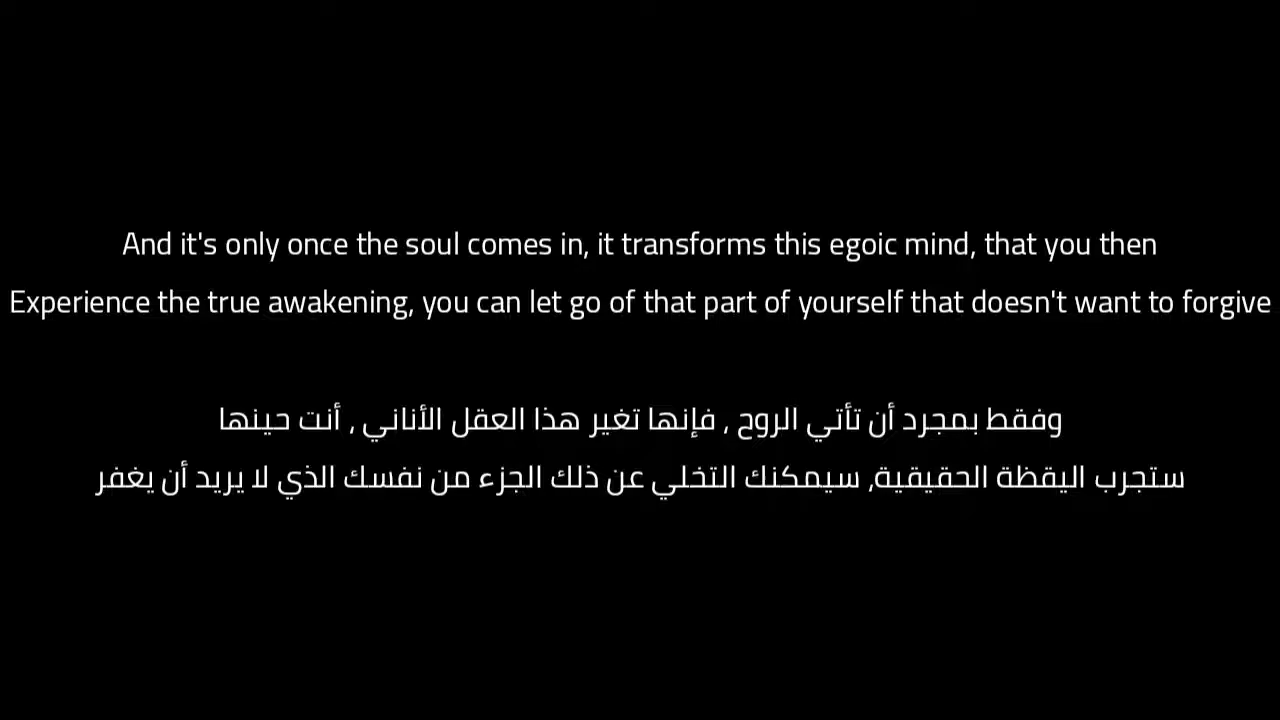 And it's only once the soul comes in, it transforms this egoic mind, that you then
Experience the true awakening, you can let go of that part of yourself that doesn't want to forgive
وفقط بمجرد أن تأتي الروح , فإنها تغير هذا العقل الأناني , أنت حينها
ستجرب اليقظة الحقيقية, سيمكنك التخلي عن ذلك الجزء من نفسك الذي لا يريد أن يغفر